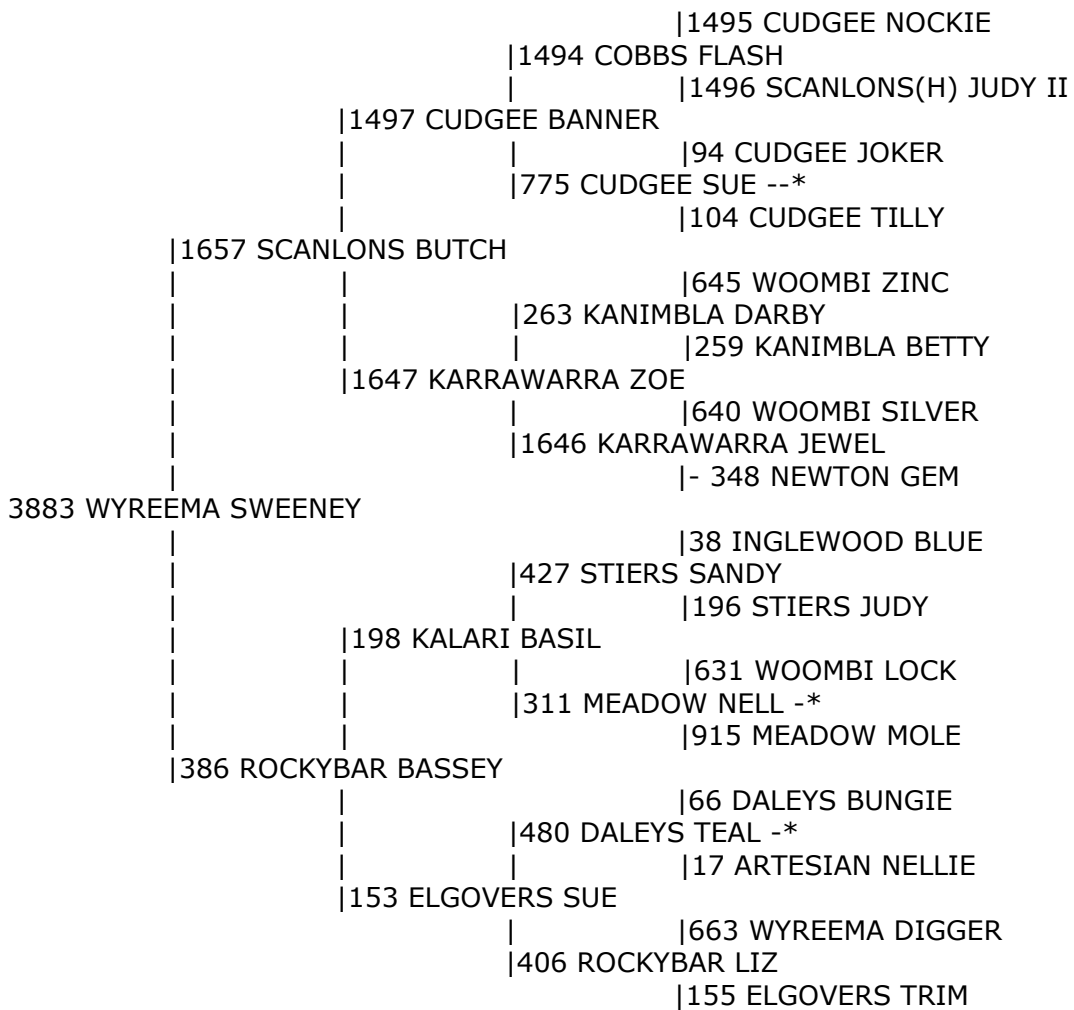 |1495 CUDGEE NOCKIE
|1494 COBBS FLASH
| |1496 SCANLONS(H) JUDY II
|1497 CUDGEE BANNER
| | |94 CUDGEE JOKER
| |775 CUDGEE SUE --*
| |104 CUDGEE TILLY
|1657 SCANLONS BUTCH
| | |645 WOOMBI ZINC
| | |263 KANIMBLA DARBY
| | | |259 KANIMBLA BETTY
| |1647 KARRAWARRA ZOE
| | |640 WOOMBI SILVER
| |1646 KARRAWARRA JEWEL
| |- 348 NEWTON GEM
3883 WYREEMA SWEENEY
| |38 INGLEWOOD BLUE
| |427 STIERS SANDY
| | |196 STIERS JUDY
| |198 KALARI BASIL
| | | |631 WOOMBI LOCK
| | |311 MEADOW NELL -*
| | |915 MEADOW MOLE
|386 ROCKYBAR BASSEY
| |66 DALEYS BUNGIE
| |480 DALEYS TEAL -*
| | |17 ARTESIAN NELLIE
|153 ELGOVERS SUE
| |663 WYREEMA DIGGER
|406 ROCKYBAR LIZ
|155 ELGOVERS TRIM